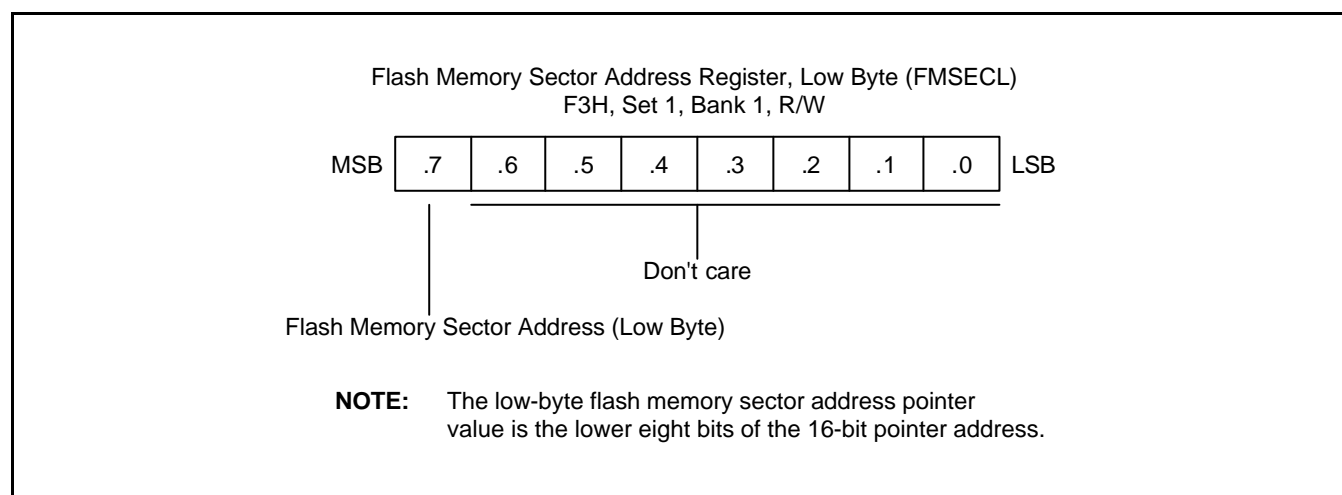 Flash Memory Sector Address Register, Low Byte (FMSECL)
F3H, Set 1, Bank 1, R/W
MSB .7 .6 .5 .4 .3 .2 .1 .0 LSB
Don't care
Flash Memory Sector Address (Low Byte)
NOTE: The low-byte flash memory sector address pointer
value is the lower eight bits of the 16-bit pointer address.